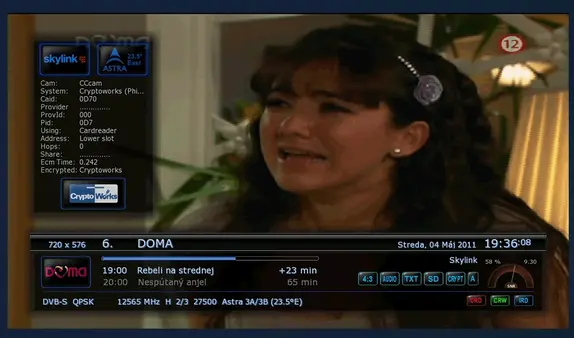 DOMA
12
skylink
ASTRA
23,5°
East
Cam: CCcam
System: Cryptoworks (Phi...
Caid: 0D70
Provider ..............
ProvId: 000
Pid: 0D7
Using: Cardreader
Address: Lower slot
Hops: 0
Share: ..............
Ecm Time: 0.242
Encrypted: Cryptoworks
CryptoWorks
720 x 576 6. DOMA Streda, 04 Máj 2011 19:36:08
Skylink 58 % 9.30
doma 19:00 Rebeli na strednej +23 min
20:00 Nespútaný anjel 65 min
4:3 AUDIO TXT SD CRYPT A
SNR
DVB-S QPSK 12565 MHz H 2/3 27500 Astra 3A/3B (23.5°E)
CRW IRD